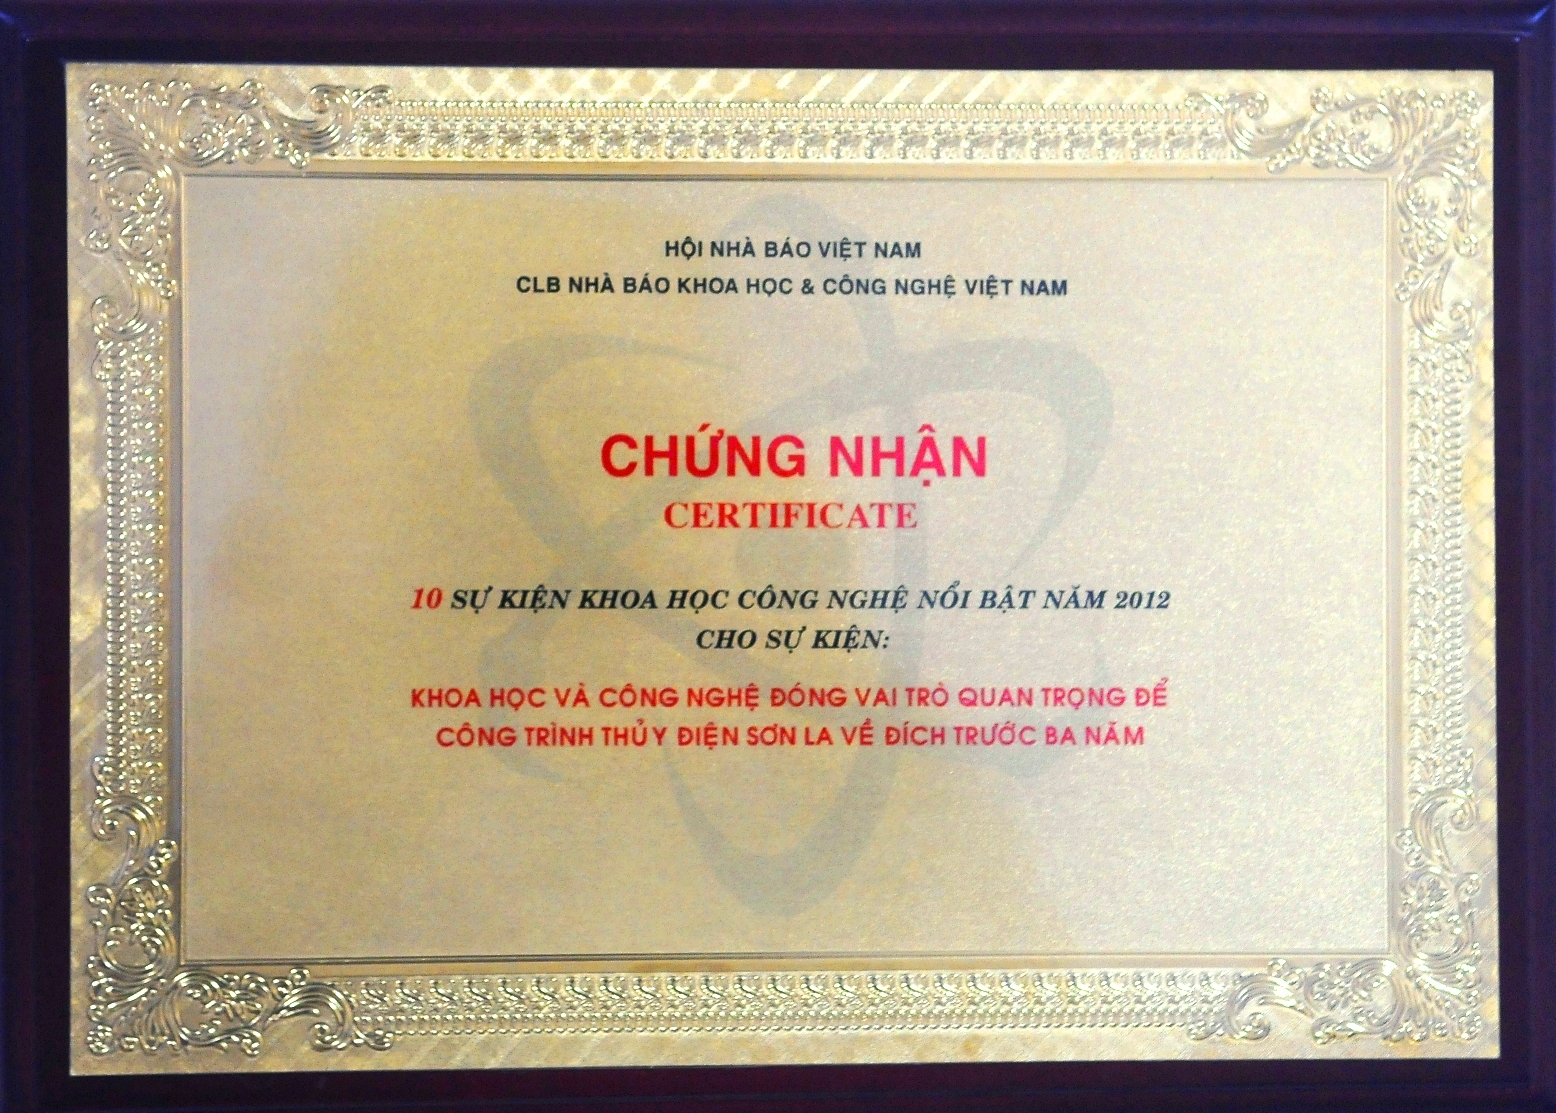 HỘI NHÀ BÁO VIỆT NAM
CLB NHÀ BÁO KHOA HỌC & CÔNG NGHỆ VIỆT NAM
CHỨNG NHẬN
CERTIFICATE
10 SỰ KIỆN KHOA HỌC CÔNG NGHỆ NỔI BẬT NĂM 2012
CHO SỰ KIỆN:
KHOA HỌC VÀ CÔNG NGHỆ ĐÓNG VAI TRÒ QUAN TRỌNG ĐỂ
CÔNG TRÌNH THỦY ĐIỆN SƠN LA VỀ ĐÍCH TRƯỚC BA NĂM